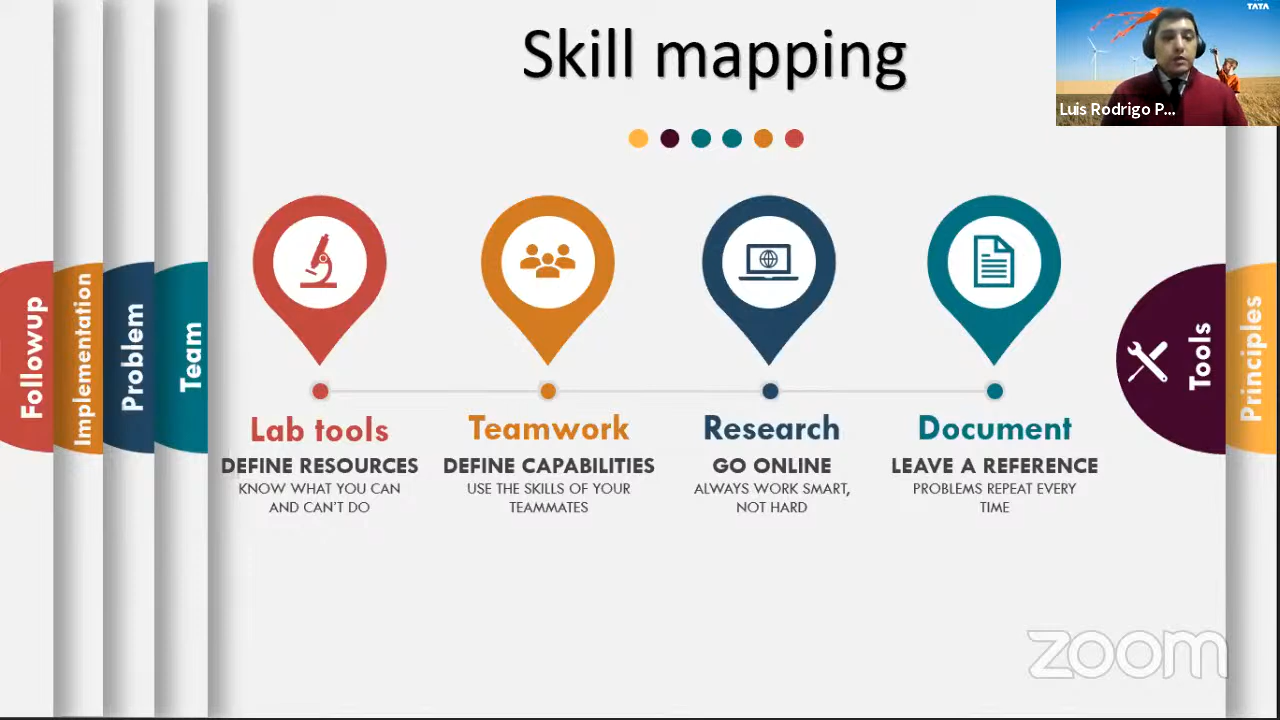 Skill mapping
TATA
Luis Rodrigo P...
Followup
Implementation
Problem
Team
Tools
Principles
Lab tools
DEFINE RESOURCES
KNOW WHAT YOU CAN
AND CAN'T DO
Teamwork
DEFINE CAPABILITIES
USE THE SKILLS OF YOUR
TEAMMATES
Research
GO ONLINE
ALWAYS WORK SMART,
NOT HARD
Document
LEAVE A REFERENCE
PROBLEMS REPEAT EVERY
TIME
zoom